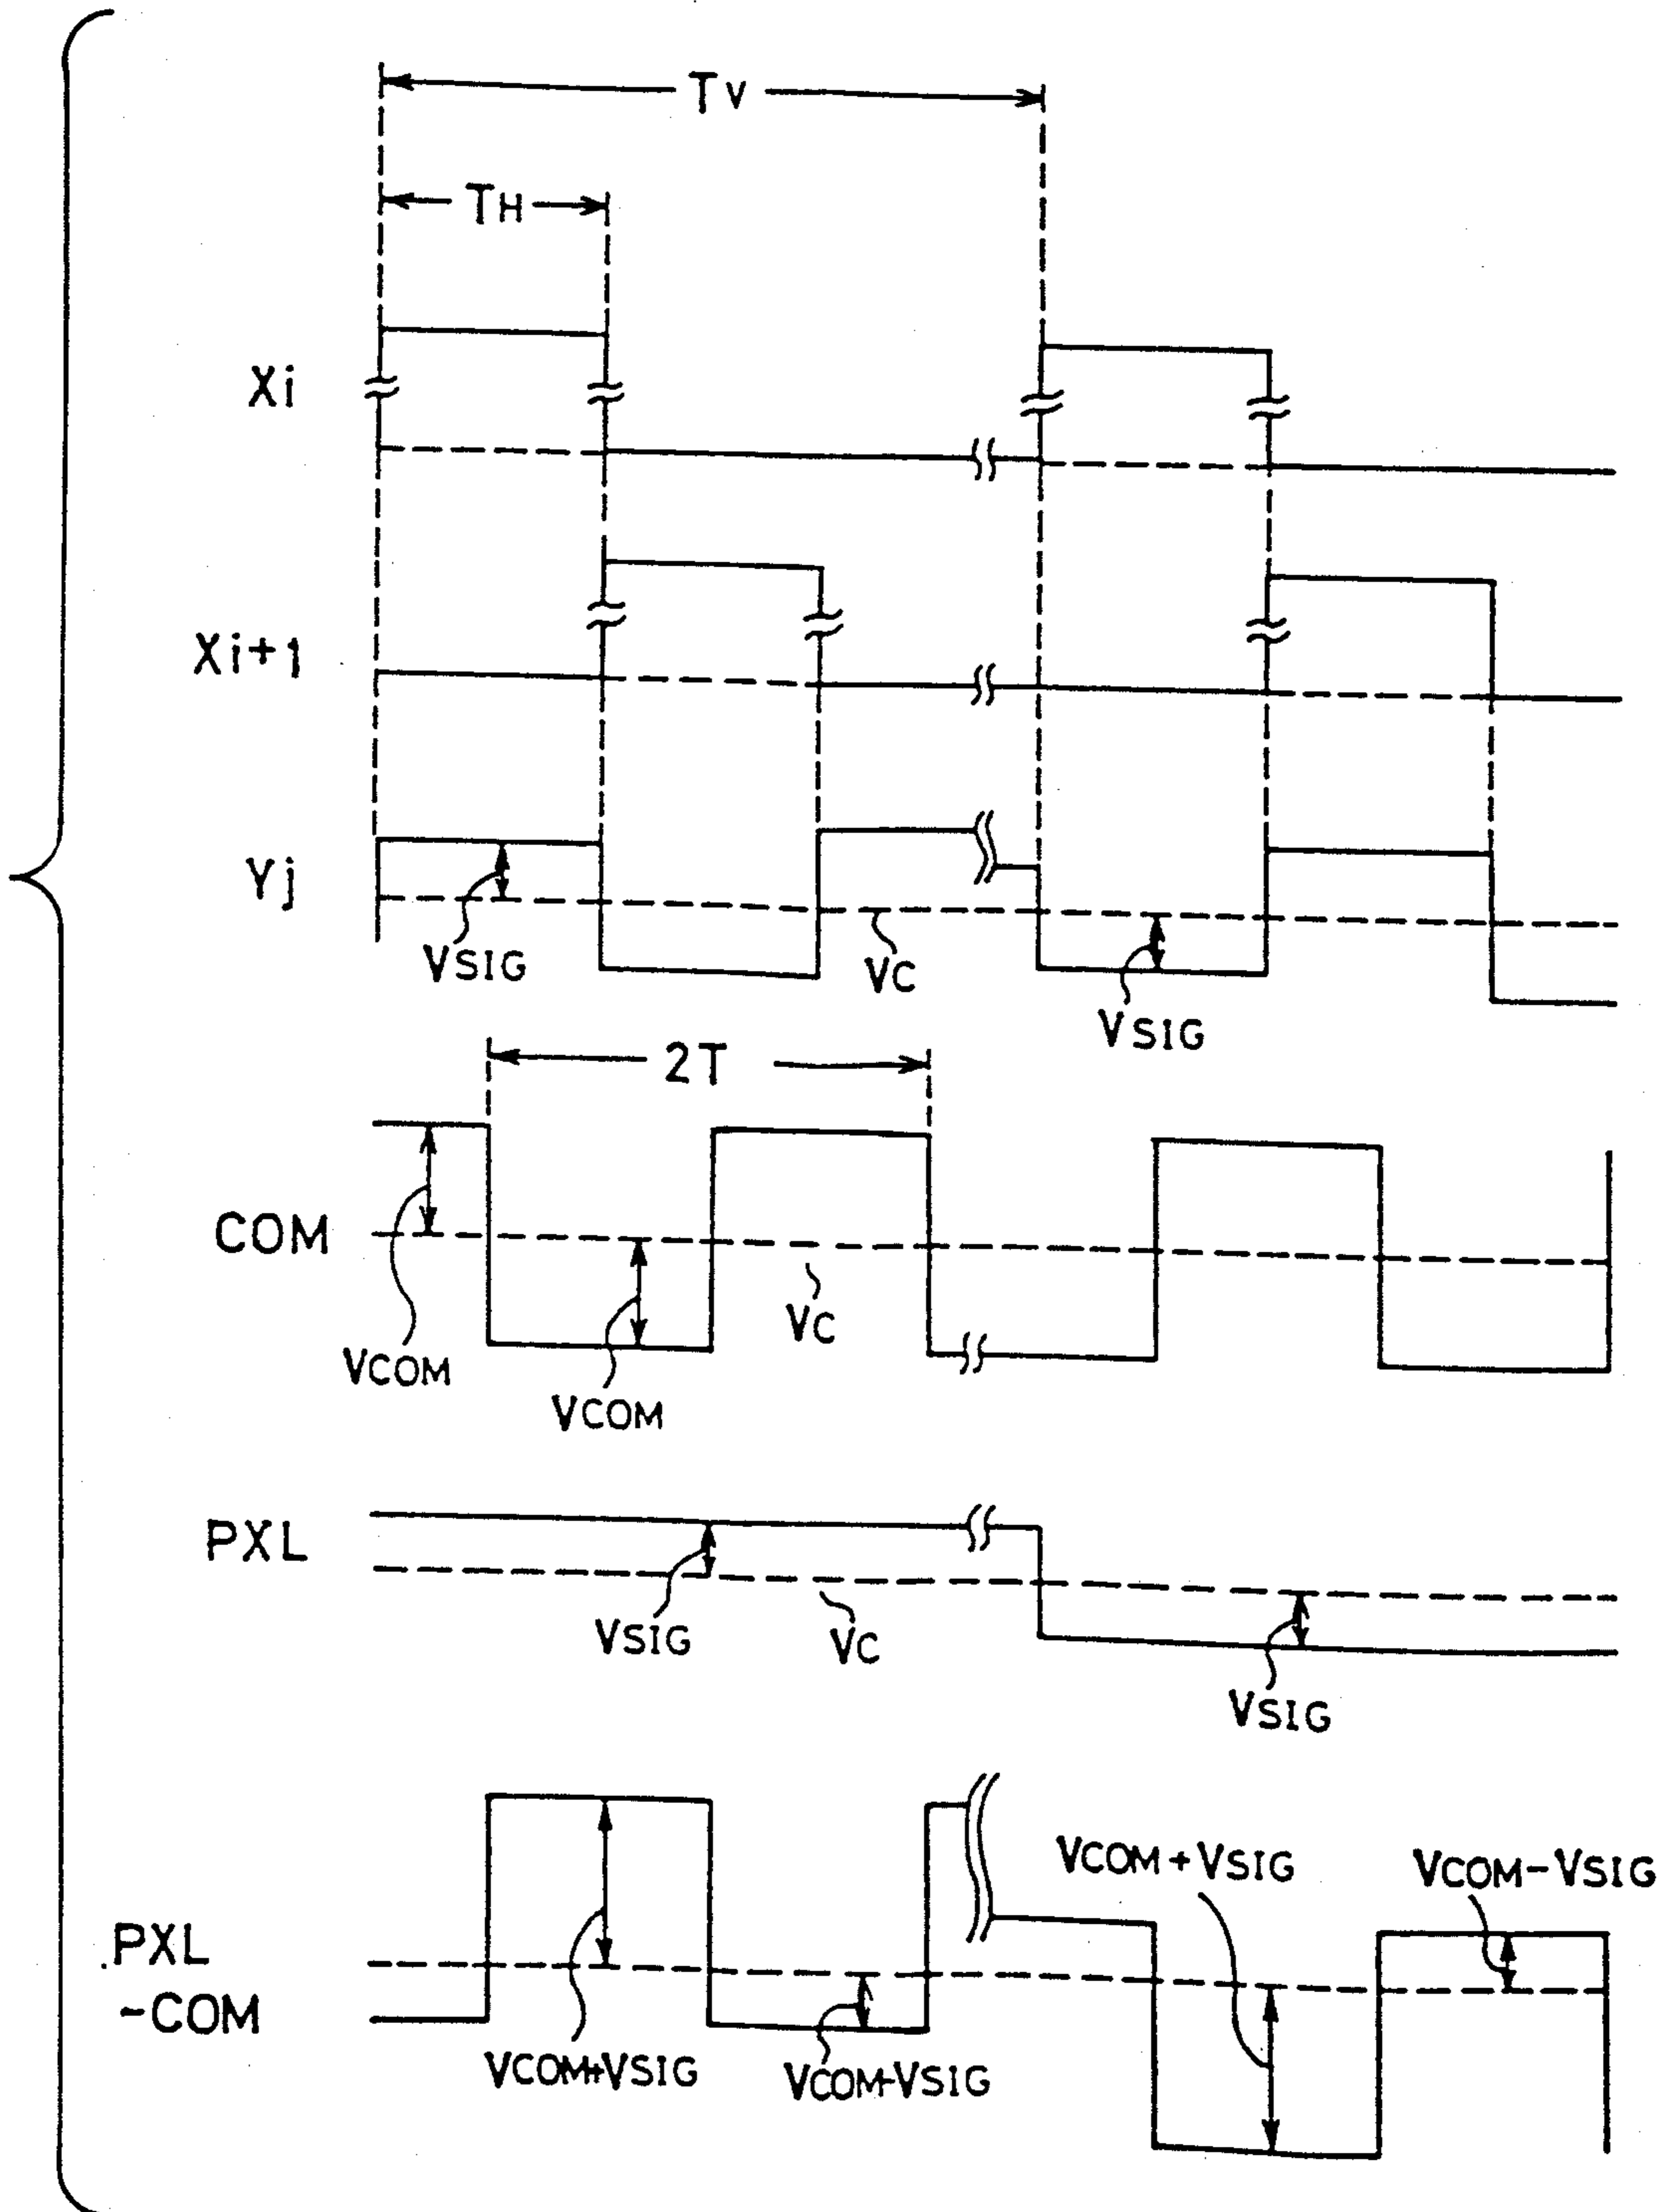 TV
TH
Xi
Xi+1
Yj
VSIG
VC
VSIG
2T
COM
VC
VCOM
VCOM
PXL
VSIG
VC
VSIG
VCOM+VSIG
VCOM-VSIG
PXL
-COM
VCOM+VSIG
VCOM-VSIG